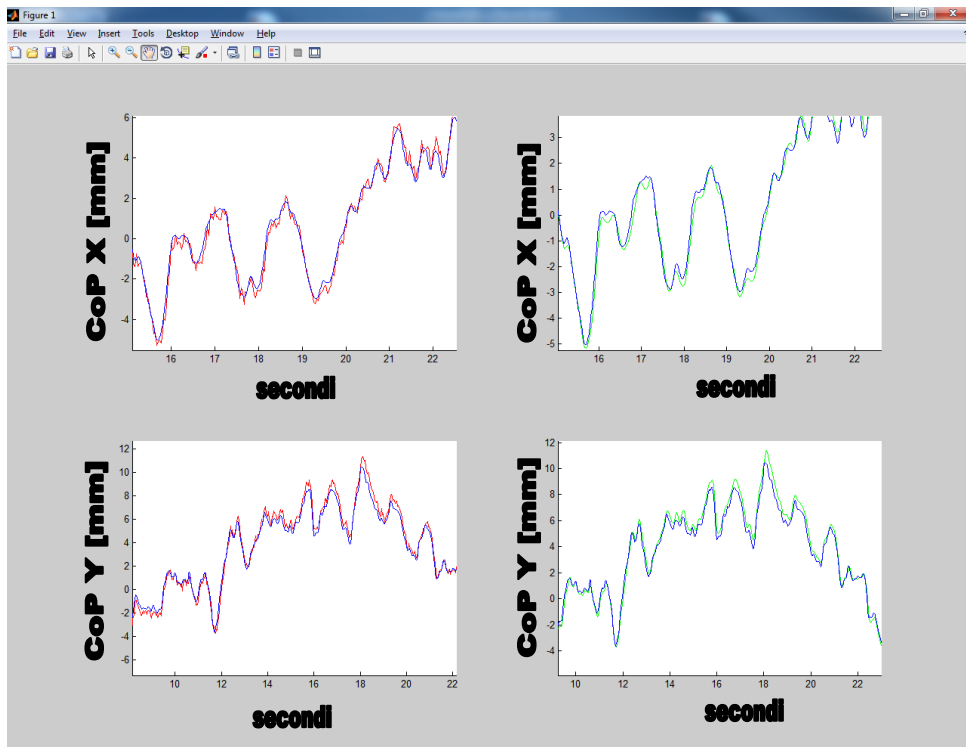 Figure 1
File Edit View Insert Tools Desktop Window Help
CoP X [mm]
6
4
2
0
-2
-4
16 17 18 19 20 21 22
secondi
CoP X [mm]
3
2
1
0
-1
-2
-3
-4
-5
16 17 18 19 20 21 22
secondi
CoP Y [mm]
12
10
8
6
4
2
0
-2
-4
-6
10 12 14 16 18 20 22
secondi
CoP Y [mm]
12
10
8
6
4
2
0
-2
-4
10 12 14 16 18 20 22
secondi